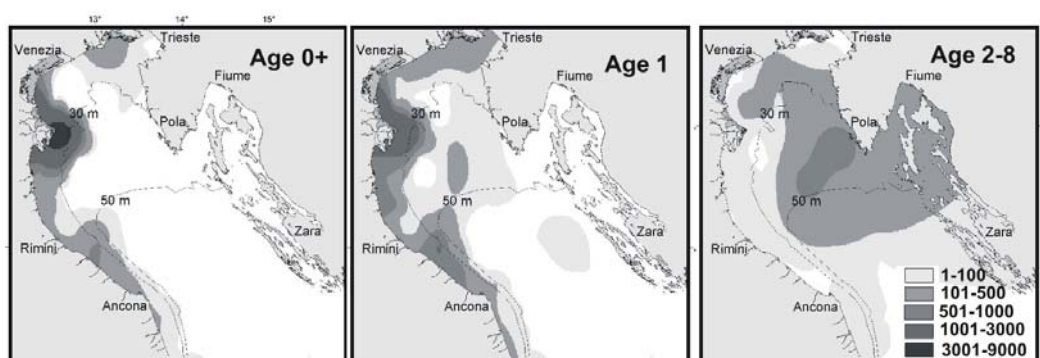 13° 14° 15°
Venezia
Trieste
Age 0+
Fiume
30 m
Pola
50 m
Rimini
Zara
Ancona
Venezia
Trieste
Age 1
Fiume
30 m
Pola
50 m
Rimini
Zara
Ancona
Venezia
Trieste
Age 2-8
Fiume
30 m
Pola
50 m
Rimini
Zara
Ancona
1-100
101-500
501-1000
1001-3000
3001-9000